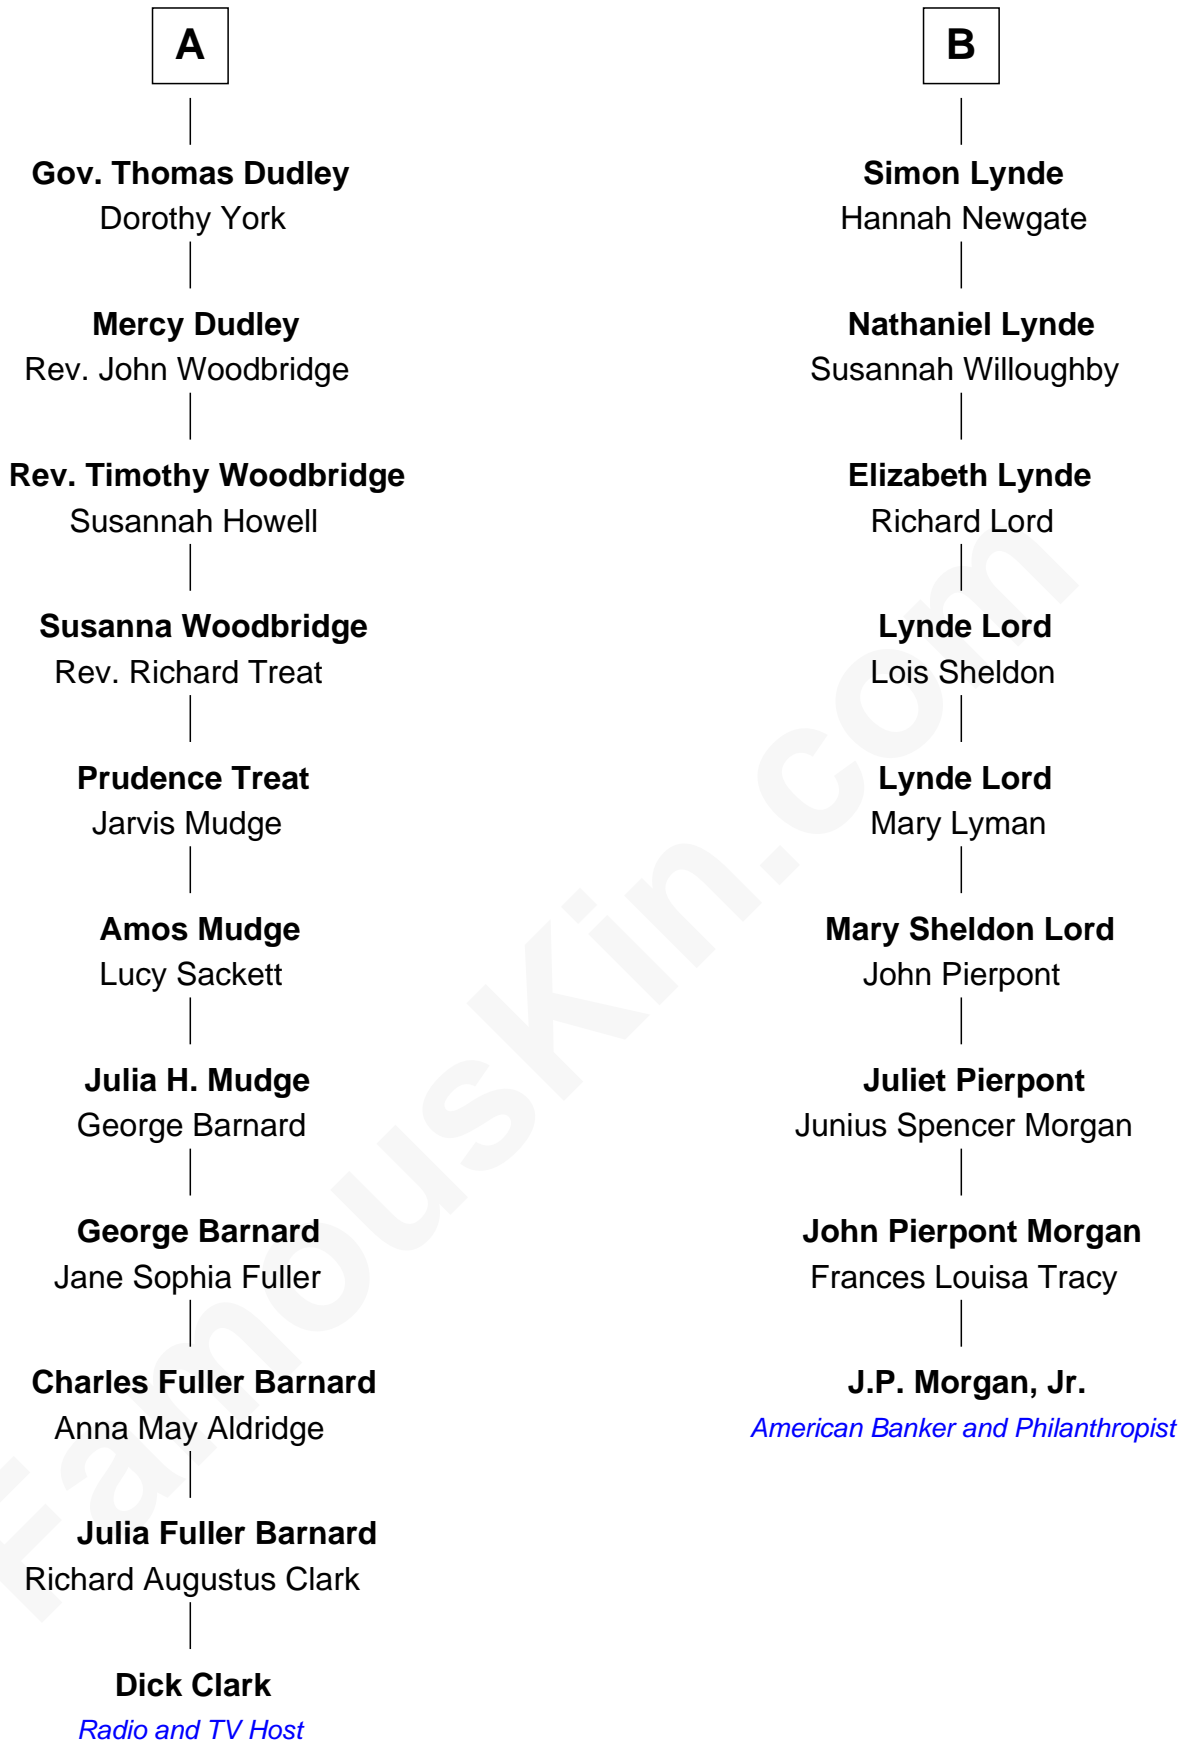 A
Gov. Thomas Dudley
Dorothy York
Mercy Dudley
Rev. John Woodbridge
Rev. Timothy Woodbridge
Susannah Howell
Susanna Woodbridge
Rev. Richard Treat
Prudence Treat
Jarvis Mudge
Amos Mudge
Lucy Sackett
Julia H. Mudge
George Barnard
George Barnard
Jane Sophia Fuller
Charles Fuller Barnard
Anna May Aldridge
Julia Fuller Barnard
Richard Augustus Clark
Dick Clark
Radio and TV Host
B
Simon Lynde
Hannah Newgate
Nathaniel Lynde
Susannah Willoughby
Elizabeth Lynde
Richard Lord
Lynde Lord
Lois Sheldon
Lynde Lord
Mary Lyman
Mary Sheldon Lord
John Pierpont
Juliet Pierpont
Junius Spencer Morgan
John Pierpont Morgan
Frances Louisa Tracy
J.P. Morgan, Jr.
American Banker and Philanthropist
FamousKin.com